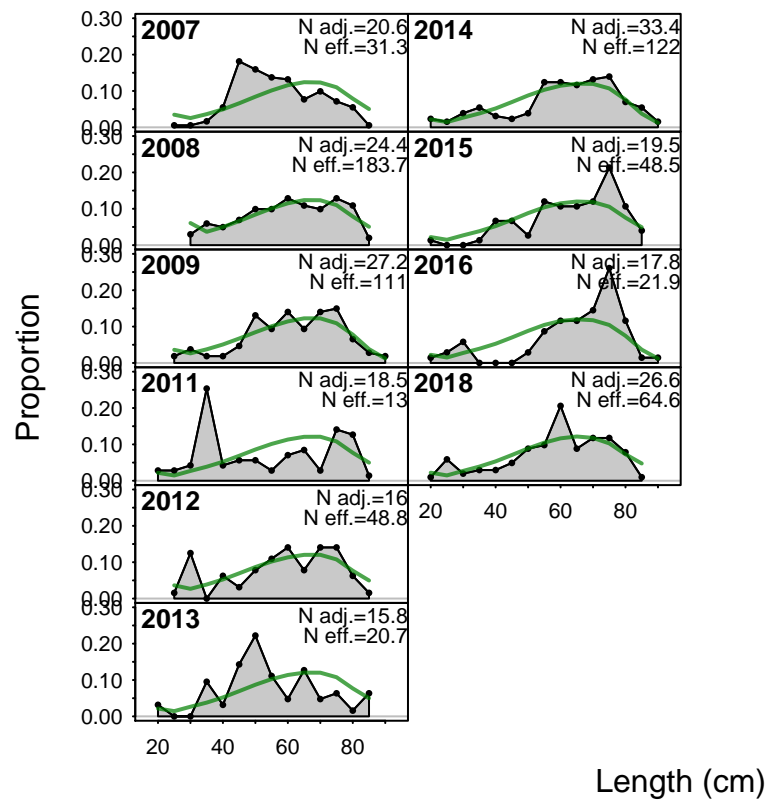 2007
N adj.=20.6
N eff.=31.3
2014
N adj.=33.4
N eff.=122
0.30
0.20
0.10
0.00
2008
N adj.=24.4
N eff.=183.7
2015
N adj.=19.5
N eff.=48.5
0.30
0.20
0.10
0.00
2009
N adj.=27.2
N eff.=111
2016
N adj.=17.8
N eff.=21.9
0.30
0.20
0.10
0.00
2011
N adj.=18.5
N eff.=13
2018
N adj.=26.6
N eff.=64.6
0.30
0.20
0.10
0.00
20 40 60 80
2012
N adj.=16
N eff.=48.8
0.30
0.20
0.10
0.00
2013
N adj.=15.8
N eff.=20.7
0.30
0.20
0.10
0.00
20 40 60 80
Proportion
Length (cm)